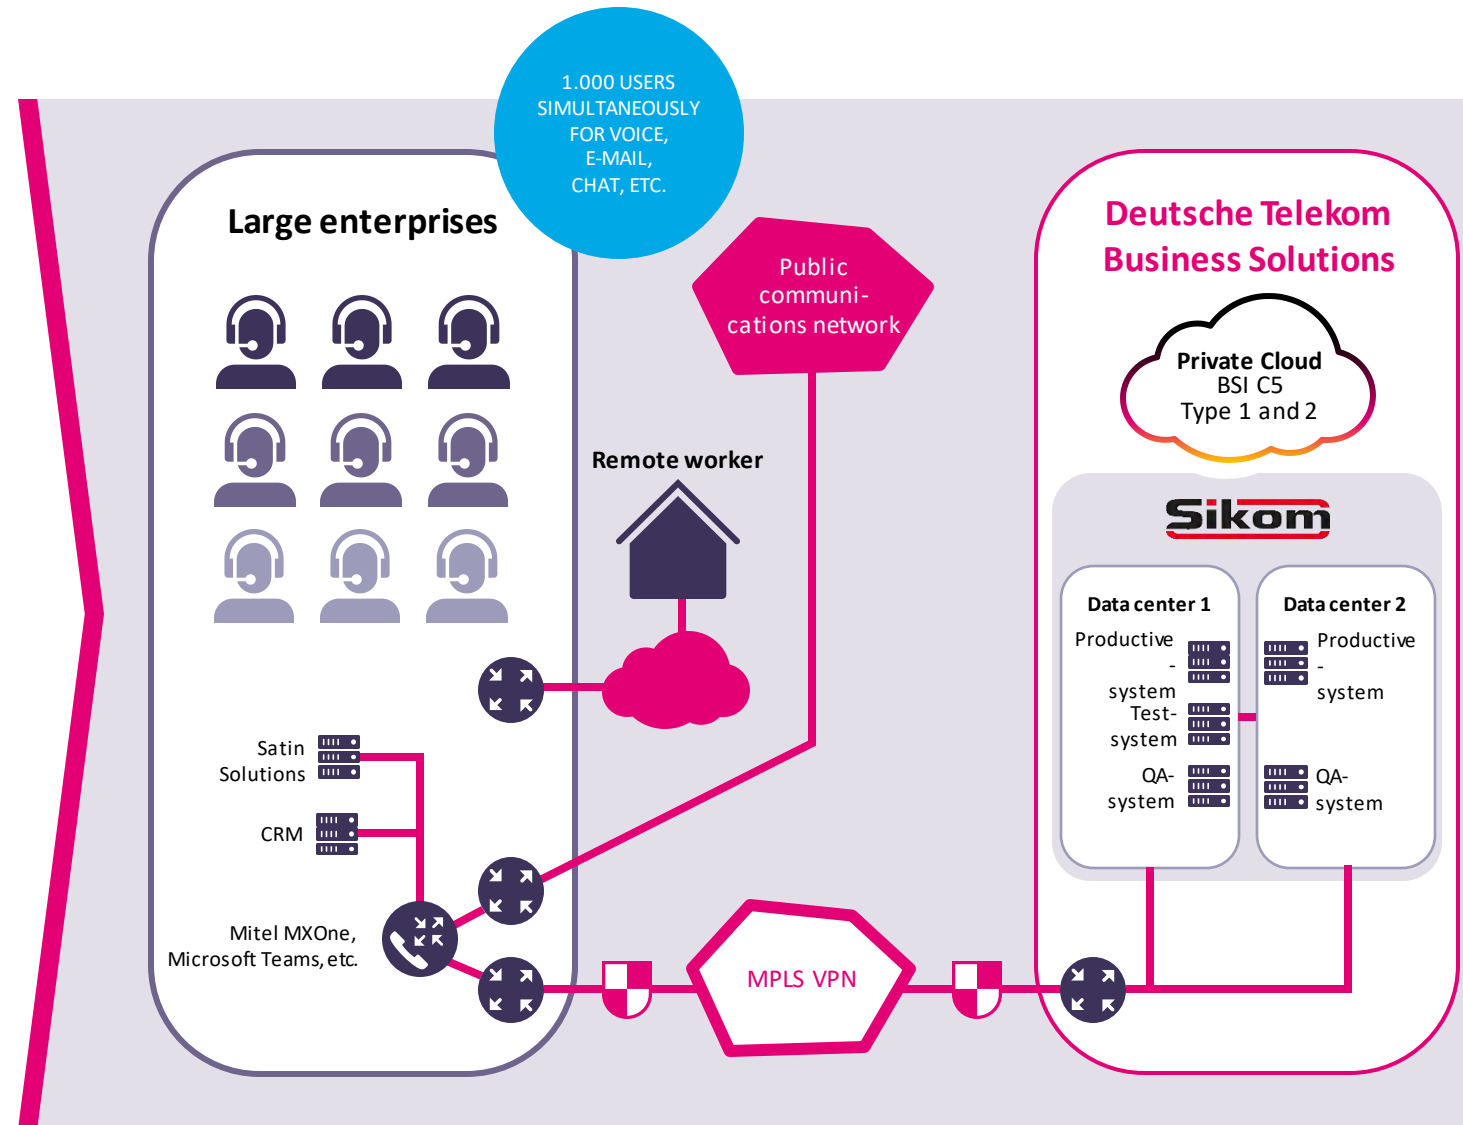 1.000 USERS
SIMULTANEOUSLY
FOR VOICE,
E-MAIL,
CHAT, ETC.
Large enterprises
Public
communi-
cations network
Deutsche Telekom
Business Solutions
Private Cloud
BSI C5
Type 1 and 2
Remote worker
Sikom
Data center 1
Productive
-
system
Test-
system
QA-
system
Data center 2
Productive
-
system
QA-
system
Satin
Solutions
CRM
Mitel MXOne,
Microsoft Teams, etc.
MPLS VPN